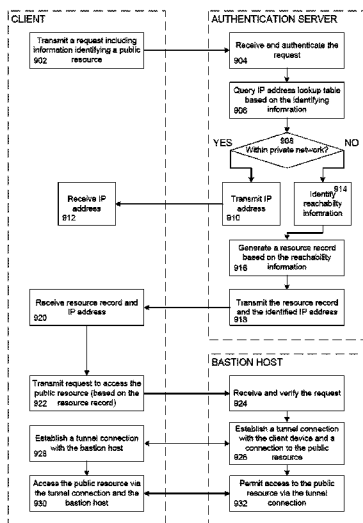 CLIENT
AUTHENTICATION SERVER
Transmit a request including
information identifying a public
resource
902
Receive and authenticate the
request
904
Query IP address lookup table
based on the identifying
information
906
908
Within private network?
YES
NO
Receive IP
address
912
Transmit
IP address
910
914
Identify
reachability
information
Generate a resource record
based on the reachability
information
916
Receive resource record and
IP address
920
Transmit the resource record
and the identified IP address
918
BASTION HOST
Transmit request to access the
public resource (based on the
resource record)
922
Receive and verify the request
924
Establish a tunnel connection
with the bastion host
928
Establish a tunnel connection
with the client device and a
connection to the public
resource
926
Access the public resource via
the tunnel connection and the
bastion host
930
Permit access to the public
resource via the tunnel
connection
932